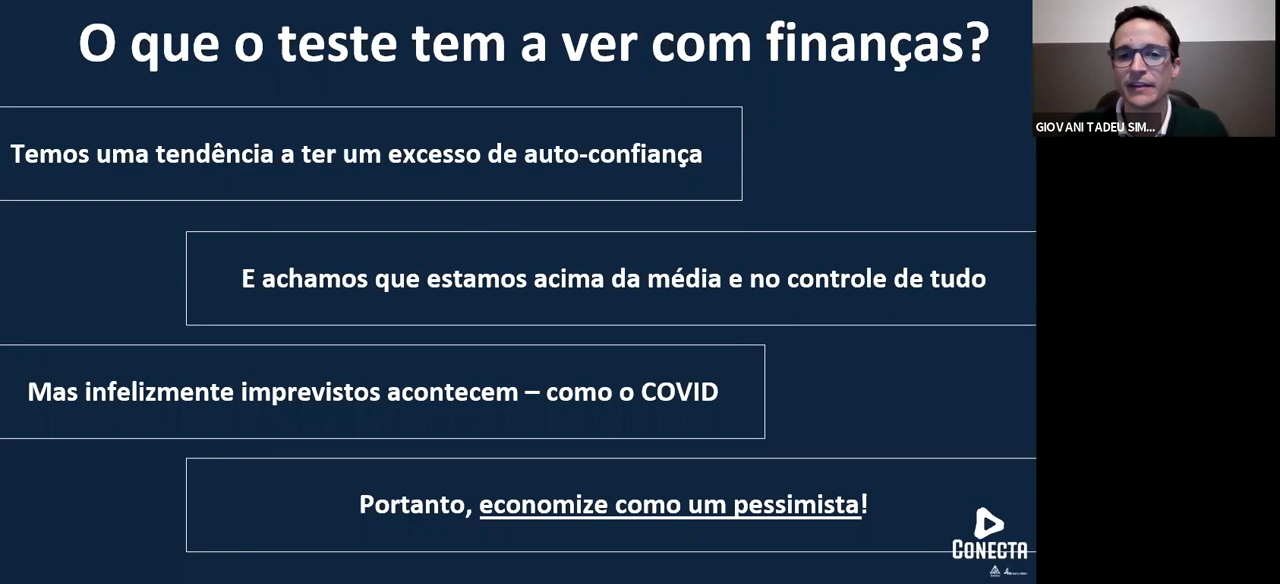 O que o teste tem a ver com finanças?
GIOVANI TADEU SIM...
Temos uma tendência a ter um excesso de auto-confiança
E achamos que estamos acima da média e no controle de tudo
Mas infelizmente imprevistos acontecem – como o COVID
Portanto, economize como um pessimista!
CONECTA